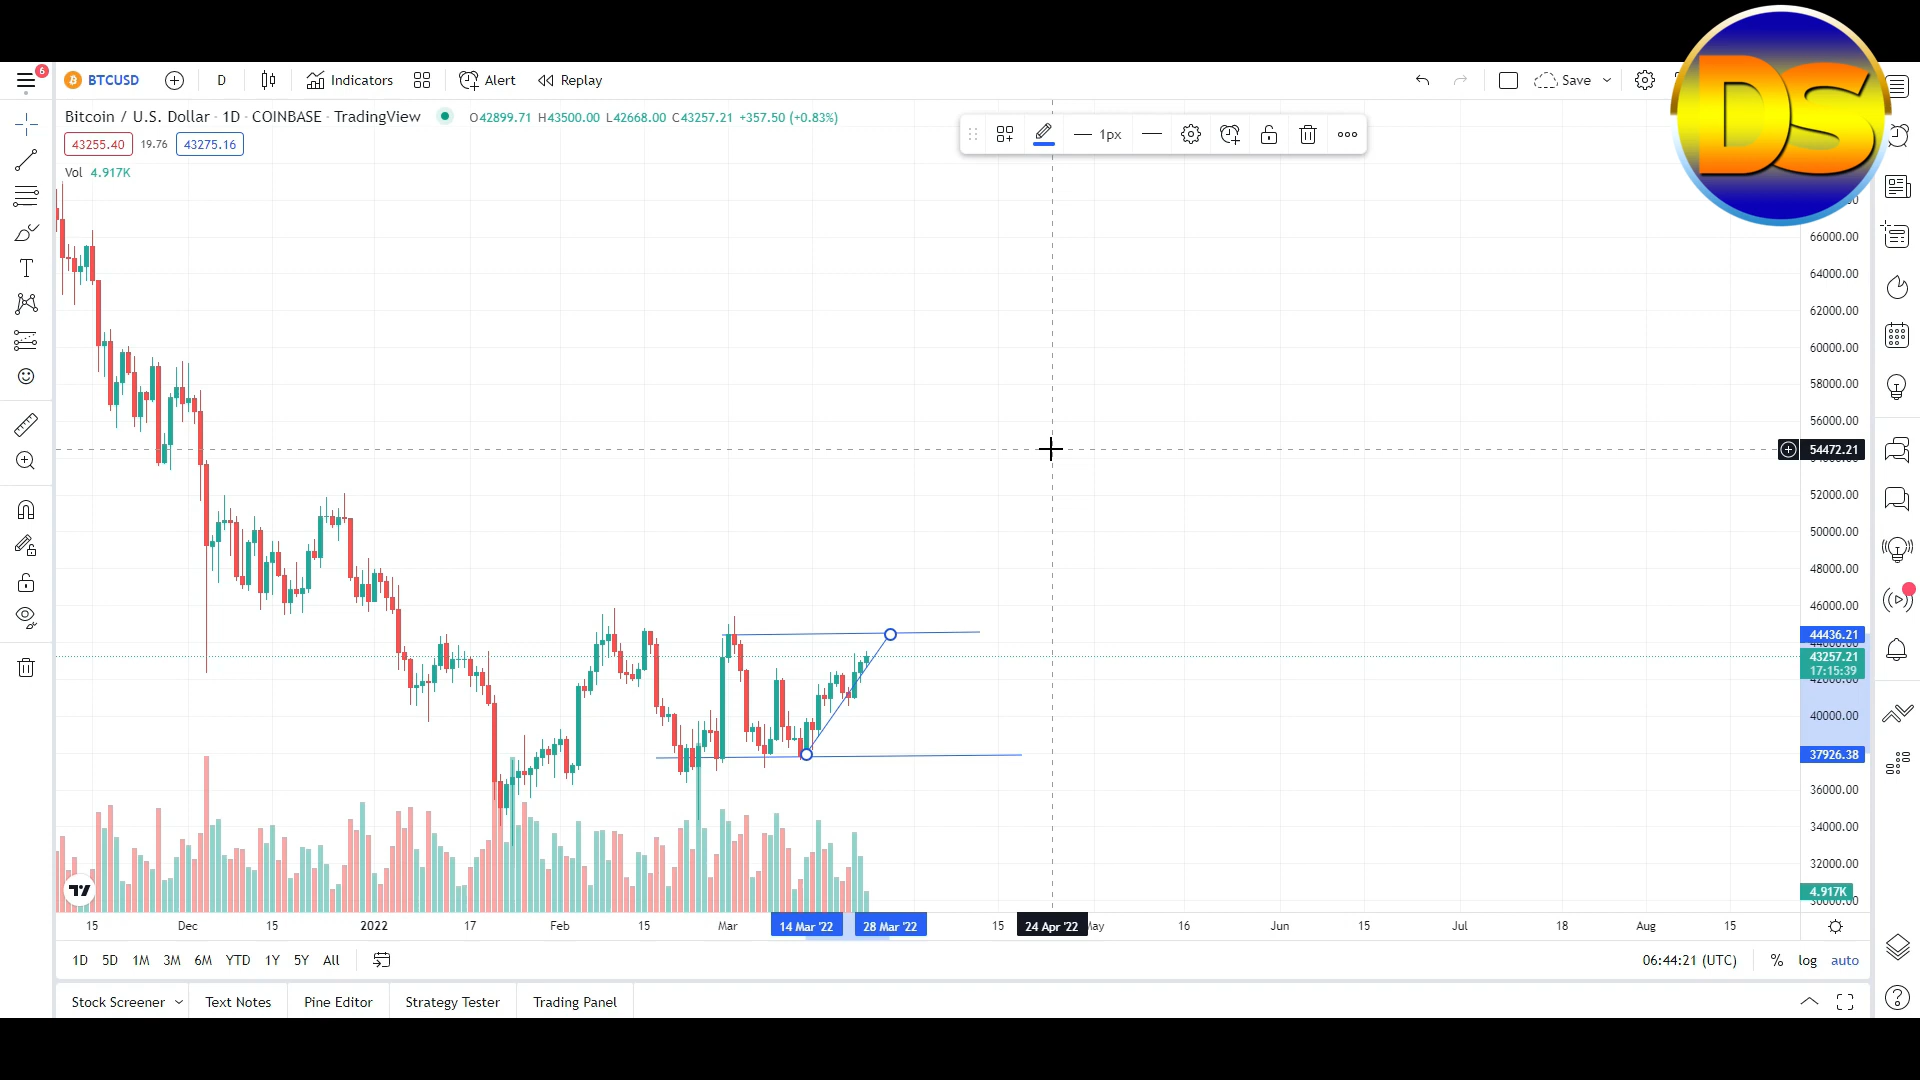 6 BTCUSD D Indicators Alert Replay Save
Bitcoin / U.S. Dollar · 1D · COINBASE · TradingView O42899.71 H43500.00 L42668.00 C43257.21 +357.50 (+0.83%)
1px
DS
43255.40 19.76 43275.16
Vol 4.917K
66000.00
64000.00
62000.00
60000.00
58000.00
56000.00
54472.21
52000.00
50000.00
48000.00
46000.00
44436.21
43257.21
17:15:39
42000.00
40000.00
37926.38
36000.00
34000.00
32000.00
4.917K
30000.00
15 Dec 15 2022 17 Feb 15 Mar 14 Mar '22 28 Mar '22 15 24 Apr '22 May 16 Jun 15 Jul 18 Aug 15
1D 5D 1M 3M 6M YTD 1Y 5Y All 06:44:21 (UTC) % log auto
Stock Screener Text Notes Pine Editor Strategy Tester Trading Panel